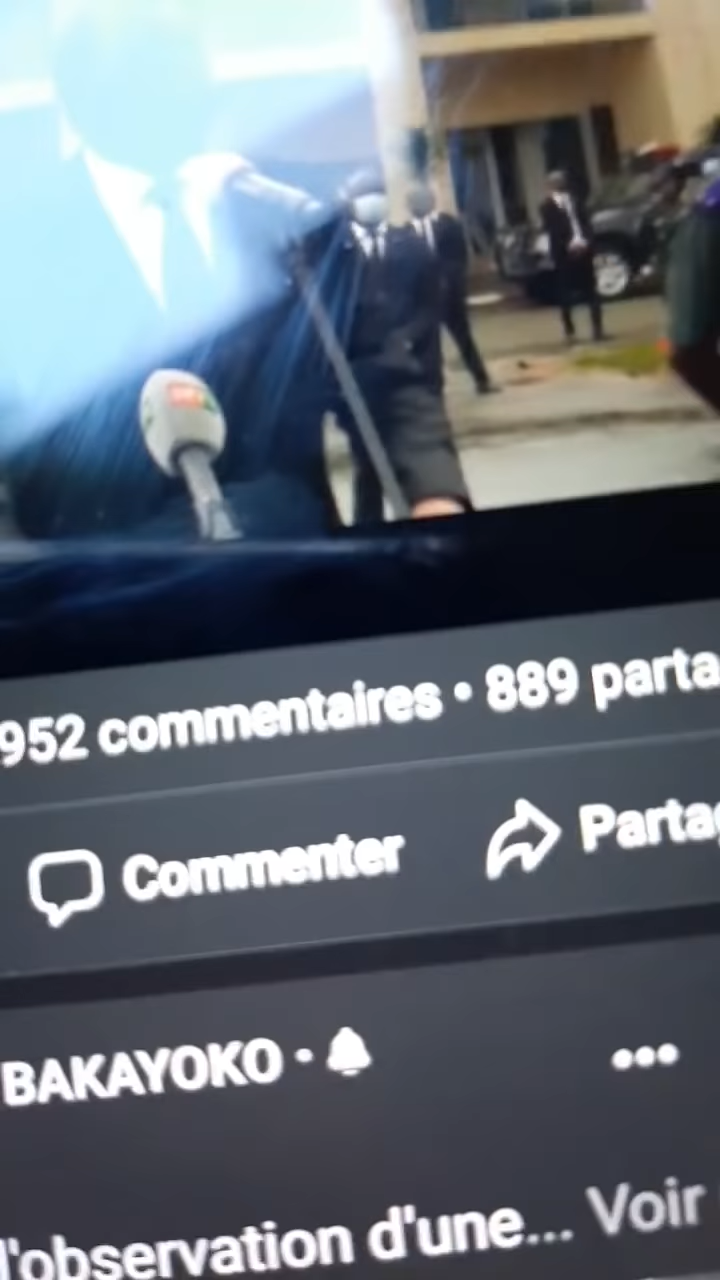 952 commentaires • 889 parta
Commenter
Partag
BAKAYOKO •
l'observation d'une... Voir